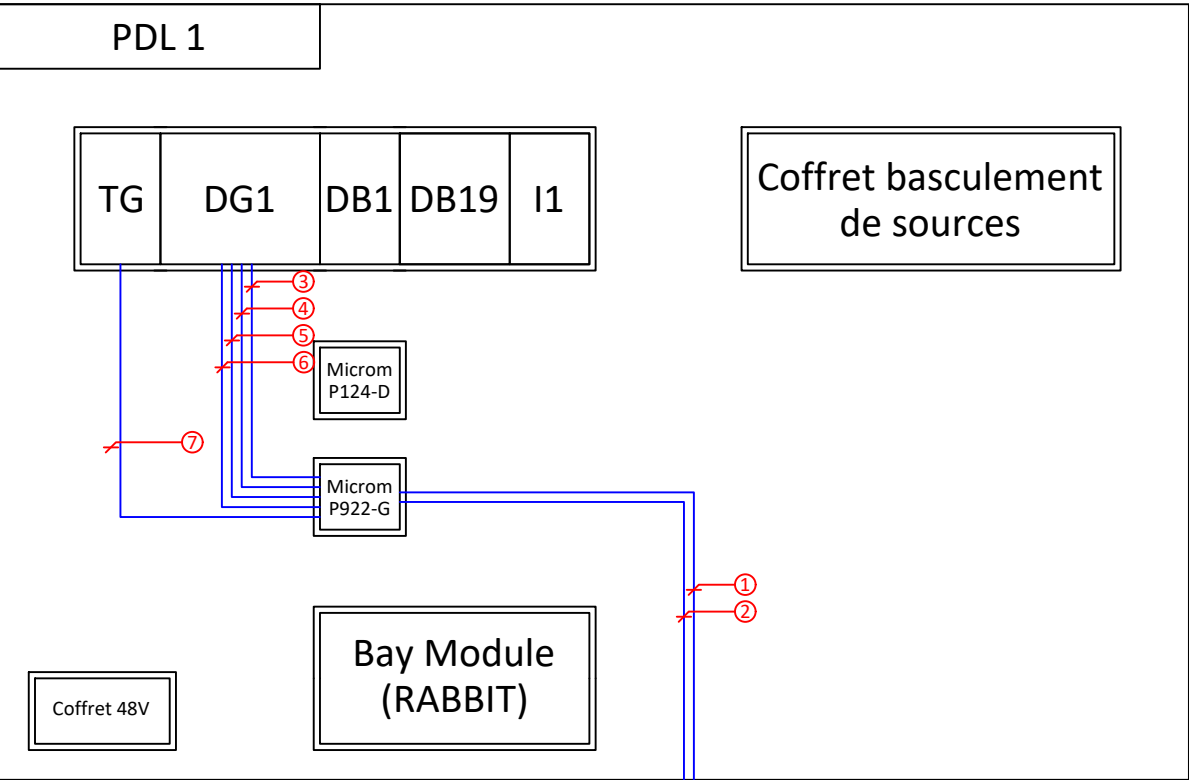 PDL 1
TG
DG1
DB1
DB19
I1
Coffret basculement
de sources
3
4
5
6
Microm
P124-D
7
Microm
P922-G
1
2
Bay Module
(RABBIT)
Coffret 48V